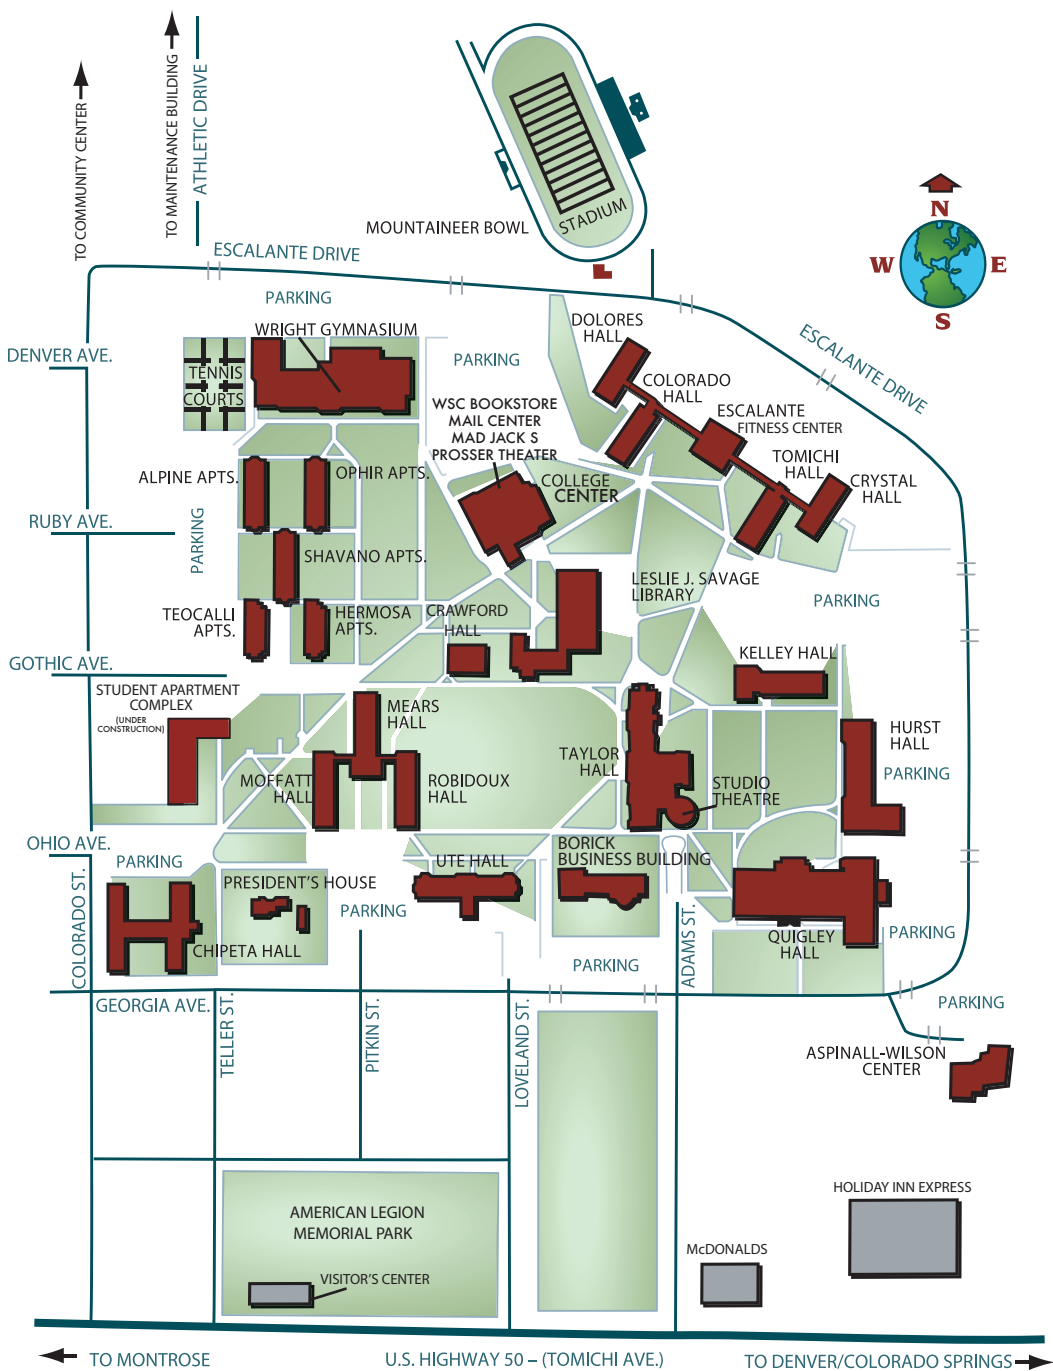 TO COMMUNITY CENTER
TO MAINTENANCE BUILDING
ATHLETIC DRIVE
MOUNTAINEER BOWL
STADIUM
N
W
E
S
ESCALANTE DRIVE
PARKING
WRIGHT GYMNASIUM
DENVER AVE.
TENNIS
COURTS
PARKING
DOLORES
HALL
COLORADO
HALL
ESCALANTE
FITNESS CENTER
ESCALANTE DRIVE
WSC BOOKSTORE
MAIL CENTER
MAD JACK S
PROSSER THEATER
TOMICHI
HALL
CRYSTAL
HALL
ALPINE APTS.
OPHIR APTS.
COLLEGE
CENTER
RUBY AVE.
PARKING
SHAVANO APTS.
LESLIE J. SAVAGE
LIBRARY
PARKING
TEOCALLI
APTS.
HERMOSA
APTS.
CRAWFORD
HALL
GOTHIC AVE.
KELLEY HALL
STUDENT APARTMENT
COMPLEX
(UNDER
CONSTRUCTION)
MEARS
HALL
HURST
HALL
MOFFATT
HALL
ROBIDOUX
HALL
TAYLOR
HALL
STUDIO
THEATRE
PARKING
OHIO AVE.
PARKING
UTE HALL
BORICK
BUSINESS BUILDING
COLORADO ST.
PRESIDENT'S HOUSE
PARKING
ADAMS ST.
CHIPETA HALL
QUIGLEY
HALL
PARKING
PARKING
GEORGIA AVE.
TELLER ST.
PITKIN ST.
LOVELAND ST.
PARKING
ASPINALL-WILSON
CENTER
AMERICAN LEGION
MEMORIAL PARK
HOLIDAY INN EXPRESS
McDONALDS
VISITOR'S CENTER
TO MONTROSE
U.S. HIGHWAY 50 – (TOMICHI AVE.)
TO DENVER/COLORADO SPRINGS